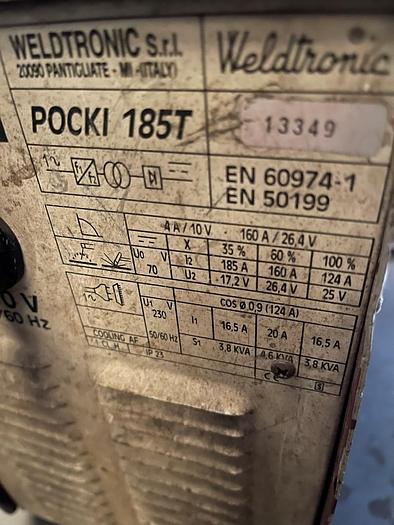 WELDTRONIC S.r.l.
20090 PANTIGLIATE - MI -(ITALY)
Weldtronic
POCKI 185T
13349
1~
EN 60974-1
EN 50199
4 A / 10 V - 160 A / 26,4 V
X 35 % 60 % 100 %
U0 V 70
I2 185 A 160 A 124 A
U2 -17,2 V 26,4 V 25 V
COS Ø 0,9 (124 A)
U1 V 230 50/60 Hz
I1 16,5 A 20 A 16,5 A
S1 3,8 KVA 4,6 KVA 3,8 KVA
COOLING AF
I.CL.H IP 23
CE S
0 V
/60 Hz